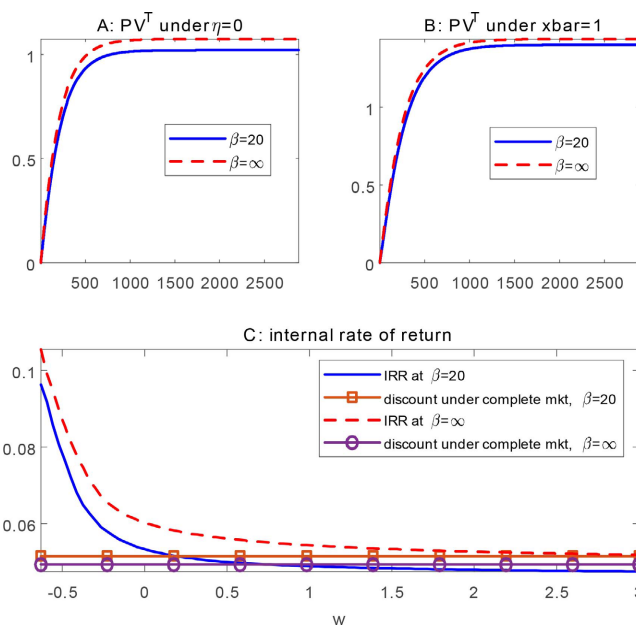 A: PV^T under η=0
1
0.5
0
β=20
β=∞
500 1000 1500 2000 2500
B: PV^T under xbar=1
1
0.5
0
β=20
β=∞
500 1000 1500 2000 2500
C: internal rate of return
0.1
0.08
0.06
IRR at β=20
discount under complete mkt, β=20
IRR at β=∞
discount under complete mkt, β=∞
-0.5 0 0.5 1 1.5 2 2.5 3
w